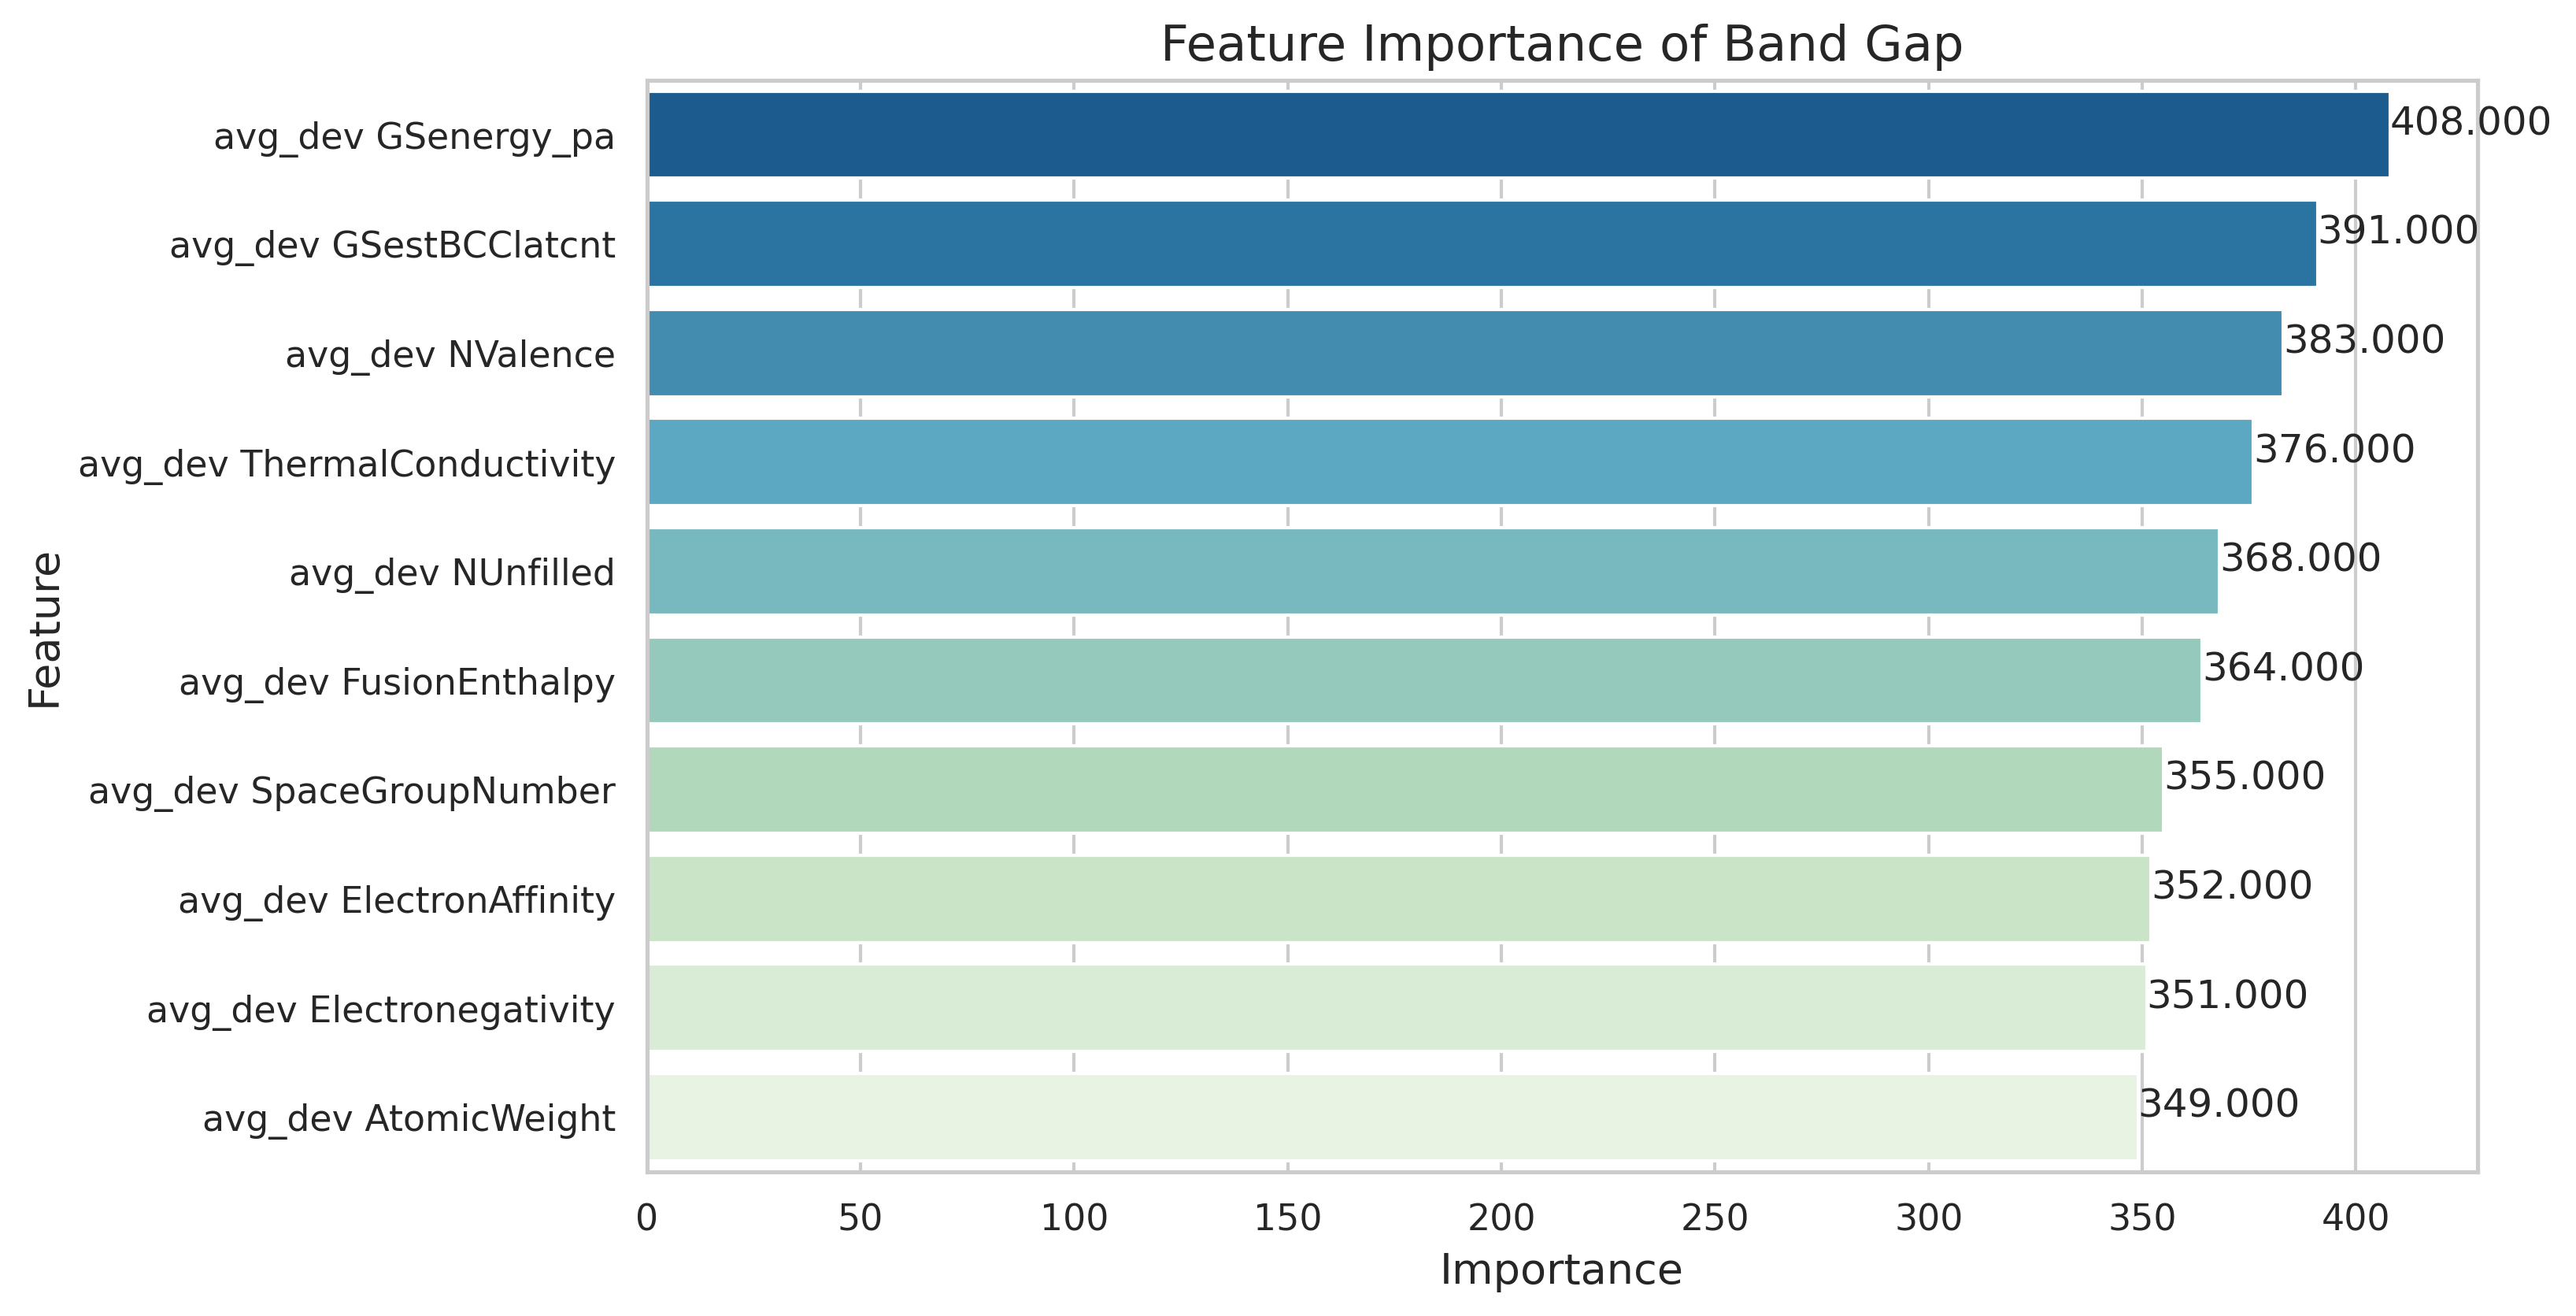 Feature Importance of Band Gap
avg_dev GSenergy_pa
408.000
avg_dev GSestBCClatcnt
391.000
avg_dev NValence
383.000
avg_dev ThermalConductivity
376.000
avg_dev NUnfilled
368.000
avg_dev FusionEnthalpy
364.000
avg_dev SpaceGroupNumber
355.000
avg_dev ElectronAffinity
352.000
avg_dev Electronegativity
351.000
avg_dev AtomicWeight
349.000
Feature
0 50 100 150 200 250 300 350 400
Importance